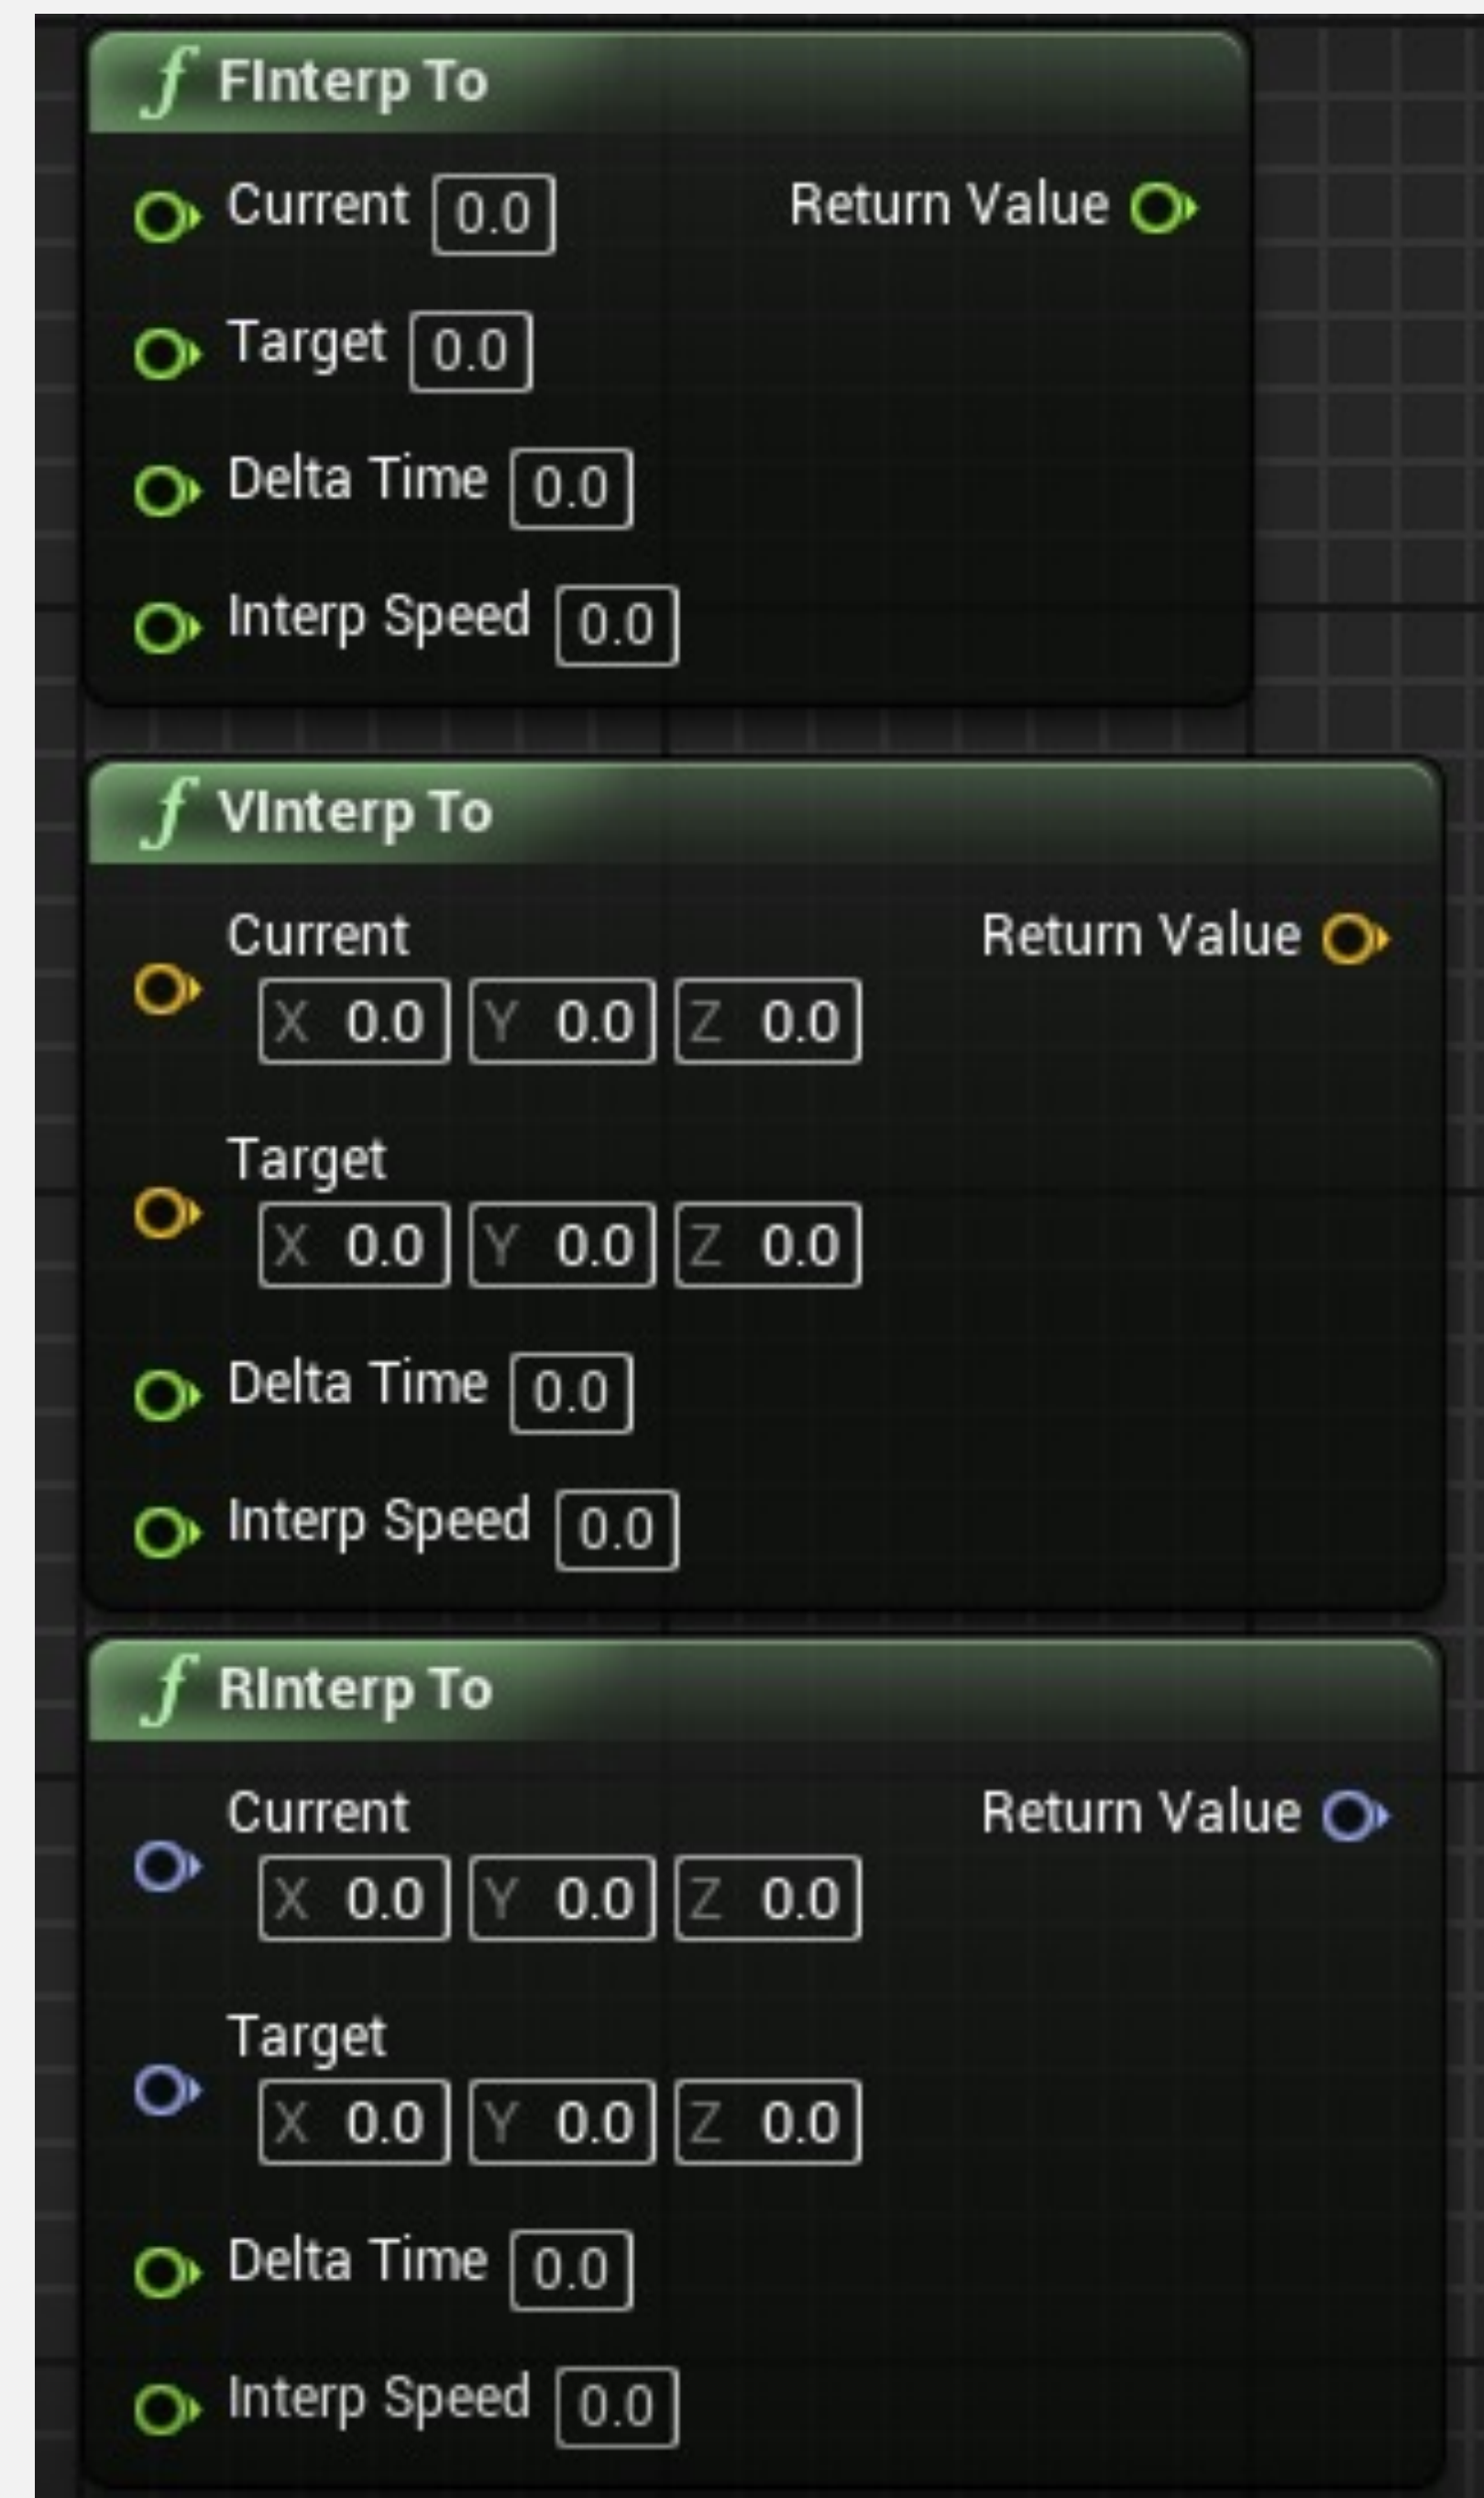 f FInterp To
Current 0.0 Return Value
Target 0.0
Delta Time 0.0
Interp Speed 0.0
f VInterp To
Current Return Value
X 0.0 Y 0.0 Z 0.0
Target
X 0.0 Y 0.0 Z 0.0
Delta Time 0.0
Interp Speed 0.0
f RInterp To
Current Return Value
X 0.0 Y 0.0 Z 0.0
Target
X 0.0 Y 0.0 Z 0.0
Delta Time 0.0
Interp Speed 0.0